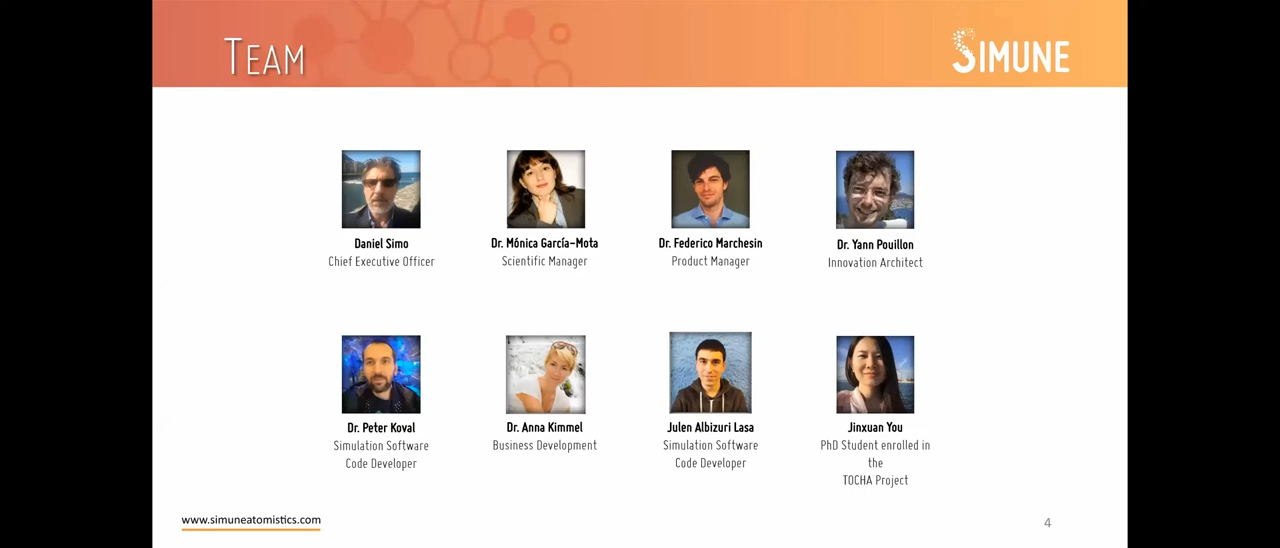 TEAM
SIMUNE
Daniel Simo
Chief Executive Officer
Dr. Mónica García-Mota
Scientific Manager
Dr. Federico Marchesin
Product Manager
Dr. Yann Pouillon
Innovation Architect
Dr. Peter Koval
Simulation Software
Code Developer
Dr. Anna Kimmel
Business Development
Julen Albizuri Lasa
Simulation Software
Code Developer
Jinxuan You
PhD Student enrolled in
the
TOCHA Project
www.simuneatomistics.com
4